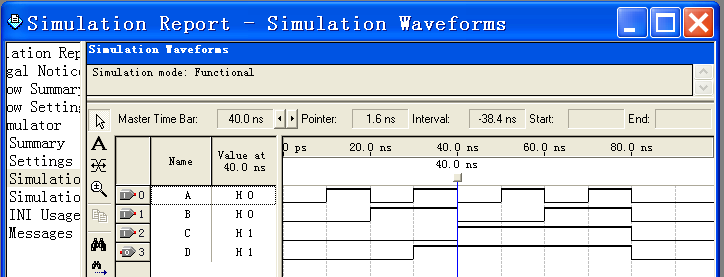 Simulation Report - Simulation Waveforms
lation Rep
gal Notic
ow Summar
ow Settin
mulator
Summary
Settings
Simulatio
Simulatio
INI Usage
Messages
Simulation Waveforms
Simulation mode: Functional
Master Time Bar: 40.0 ns Pointer: 1.6 ns Interval: -38.4 ns Start: End:
A
Name Value at 40.0 ns
0 ps 20.0 ns 40.0 ns 60.0 ns 80.0 ns
40.0 ns
0 A H 0
1 B H 0
2 C H 1
3 D H 1